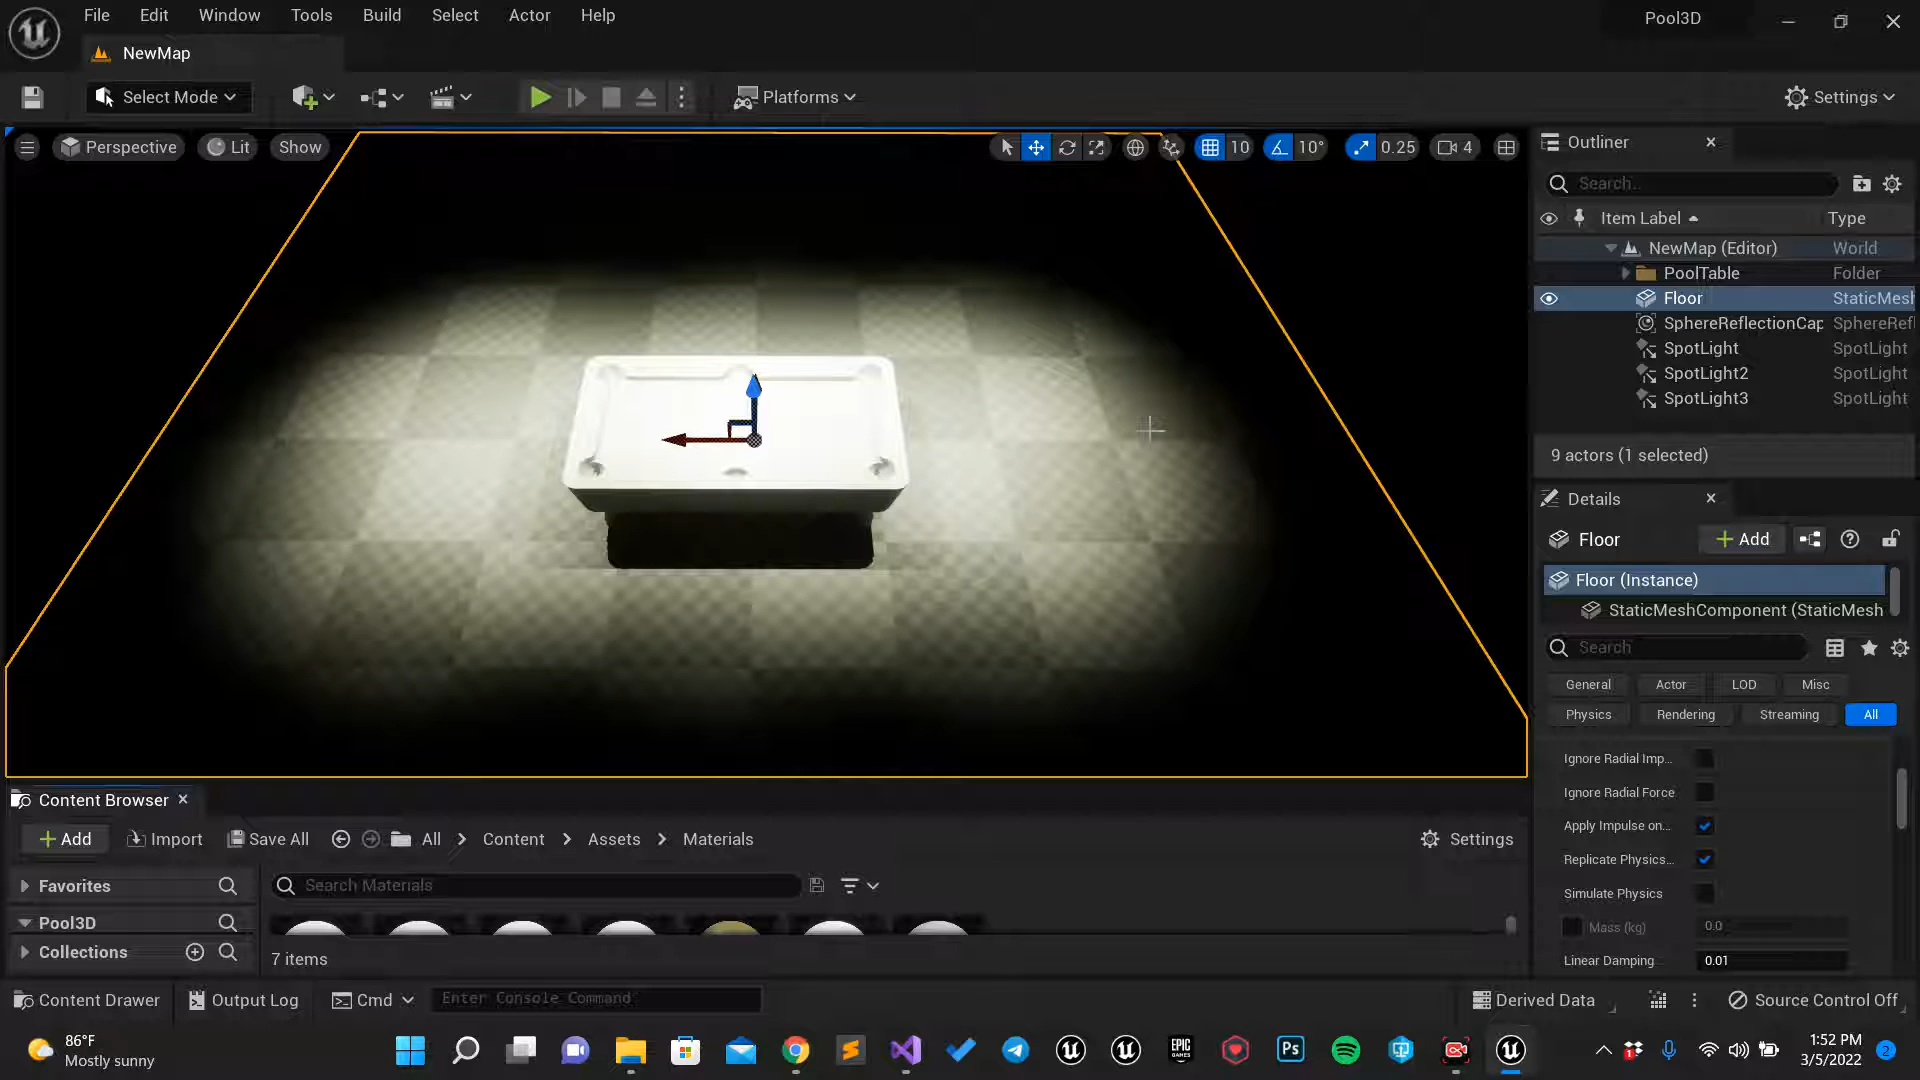 File Edit Window Tools Build Select Actor Help
Pool3D
NewMap
Select Mode
Platforms
Settings
Perspective
Lit
Show
10
10°
0.25
4
Outliner
Search..
Item Label
Type
NewMap (Editor)
World
PoolTable
Folder
Floor
StaticMesh
SphereReflectionCap
SphereRefl
SpotLight
SpotLight
SpotLight2
SpotLight
SpotLight3
SpotLight
9 actors (1 selected)
Details
Floor
Add
Floor (Instance)
StaticMeshComponent (StaticMesh
Search
General
Actor
LOD
Misc
Physics
Rendering
Streaming
All
Ignore Radial Imp...
Ignore Radial Force
Apply Impulse on...
Replicate Physics...
Simulate Physics
Mass (kg)
0.0
Linear Damping
0.01
Content Browser
Add
Import
Save All
All
Content
Assets
Materials
Settings
Favorites
Search Materials
Pool3D
Collections
7 items
Content Drawer
Output Log
Cmd
Enter Console Command
Derived Data
Source Control Off
86°F
Mostly sunny
EPIC
GAMES
Ps
1
1:52 PM
3/5/2022
2